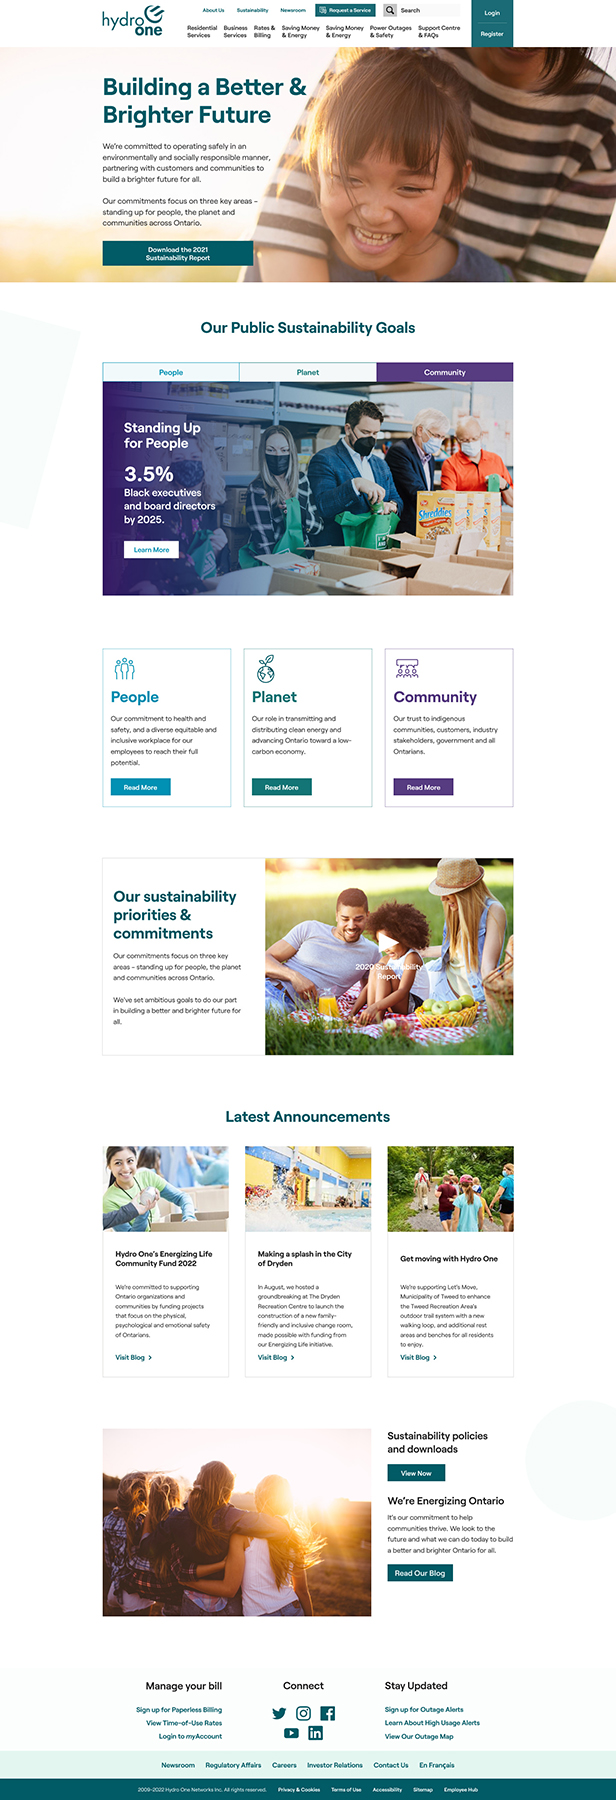 hydro
one
About Us Sustainability Newsroom Request a Service Search
Login
Register
Residential Services Business Services Rates & Billing Saving Money & Energy Saving Money & Energy Power Outages & Safety Support Centre & FAQs
Building a Better &
Brighter Future
We're committed to operating safely in an
environmentally and socially responsible manner,
partnering with customers and communities to
build a brighter future for all.
Our commitments focus on three key areas –
standing up for people, the planet and
communities across Ontario.
Download the 2021
Sustainability Report
Our Public Sustainability Goals
People Planet Community
Standing Up
for People
3.5%
Black executives
and board directors
by 2025.
Learn More
Shreddies
People
Our commitment to health and
safety, and a diverse equitable and
inclusive workplace for our
employees to reach their full
potential.
Read More
Planet
Our role in transmitting and
distributing clean energy and
advancing Ontario toward a low-
carbon economy.
Read More
Community
Our trust to indigenous
communities, customers, industry
stakeholders, government and all
Ontarians.
Read More
Our sustainability
priorities &
commitments
Our commitments focus on three key
areas – standing up for people, the planet
and communities across Ontario.
We've set ambitious goals to do our part
in building a better and brighter future for
all.
2020 Sustainability
Report
Latest Announcements
Hydro One's Energizing Life
Community Fund 2022
We're committed to supporting
Ontario organizations and
communities by funding projects
that focus on the physical,
psychological and emotional safety
of Ontarians.
Visit Blog
Making a splash in the City
of Dryden
In August, we hosted a
groundbreaking at The Dryden
Recreation Centre to launch the
construction of a new family-
friendly and inclusive change room,
made possible with funding from
our Energizing Life initiative.
Visit Blog
Get moving with Hydro One
We're supporting Let's Move,
Municipality of Tweed to enhance
the Tweed Recreation Area's
outdoor trail system with a new
walking loop, and additional rest
areas and benches for all residents
to enjoy.
Visit Blog
Sustainability policies
and downloads
View Now
We're Energizing Ontario
It's our commitment to help
communities thrive. We look to the
future and what we can do today to build
a better and brighter Ontario for all.
Read Our Blog
Manage your bill
Sign up for Paperless Billing
View Time-of-Use Rates
Login to myAccount
Connect
Stay Updated
Sign up for Outage Alerts
Learn About High Usage Alerts
View Our Outage Map
Newsroom Regulatory Affairs Careers Investor Relations Contact Us En Français
2009-2022 Hydro One Networks Inc. All rights reserved. Privacy & Cookies Terms of Use Accessibility Sitemap Employee Hub